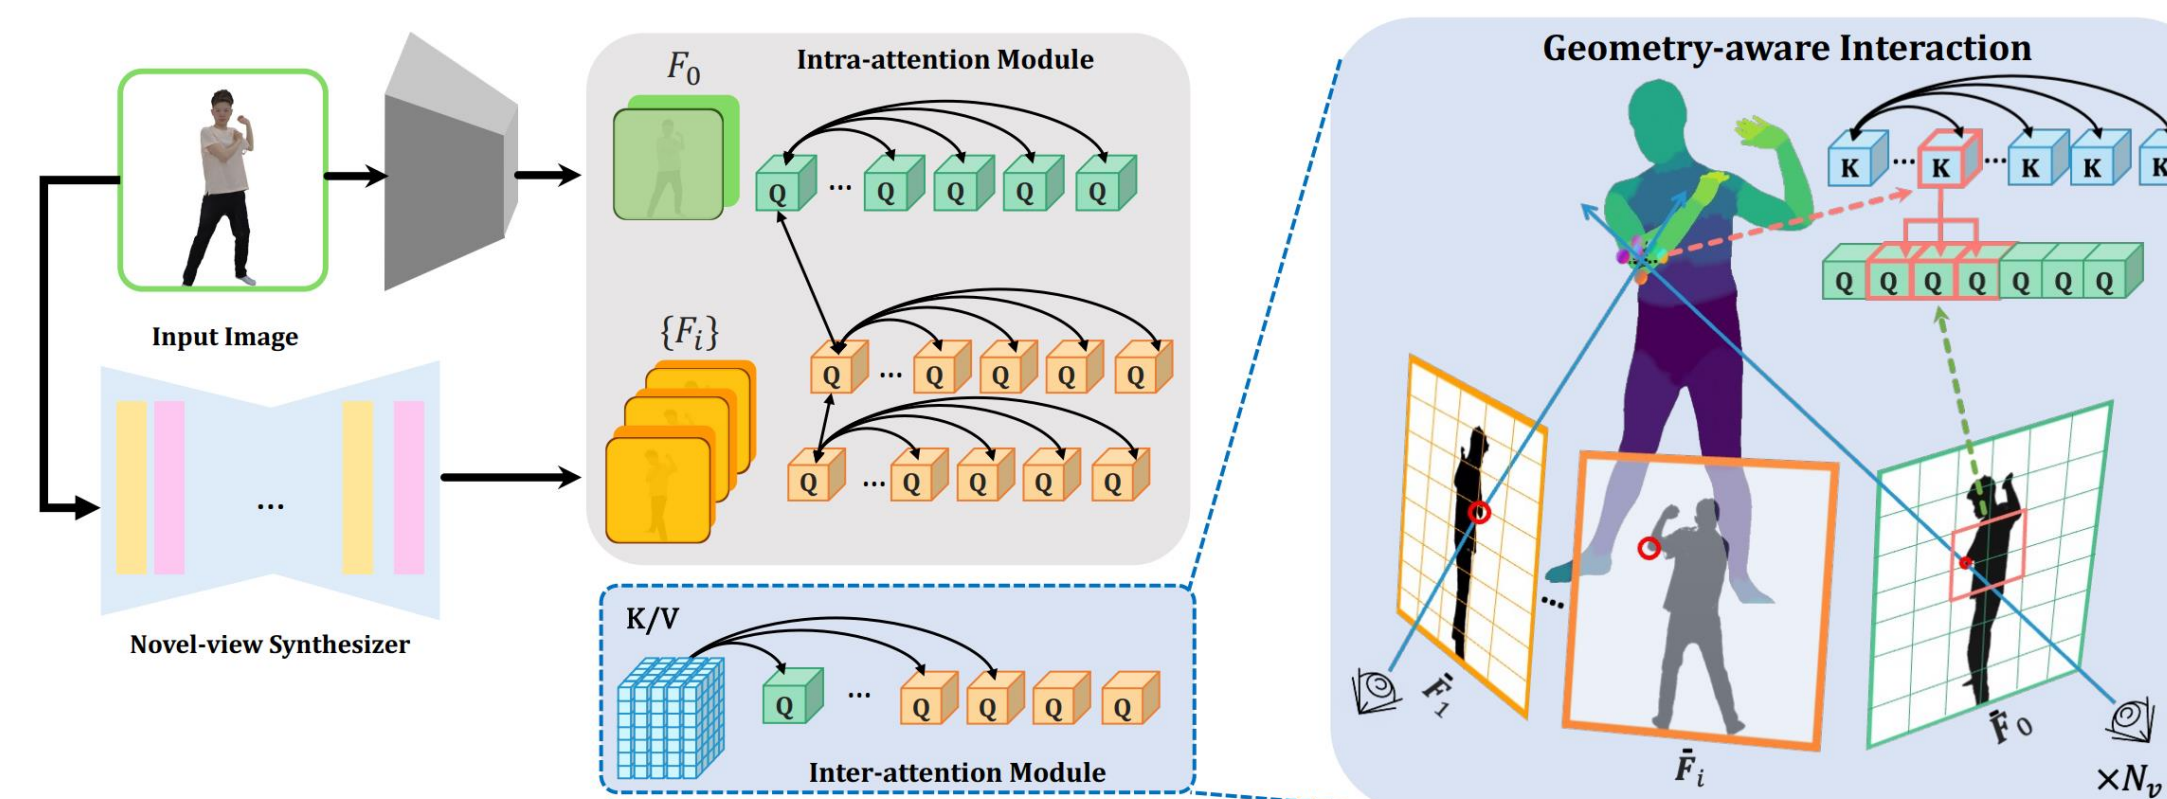 Input Image
Novel-view Synthesizer
...
F₀
Intra-attention Module
Q ... Q Q Q Q
{Fᵢ}
Q ... Q Q Q Q
Q ... Q Q Q Q
K/V
Q ... Q Q Q Q
Inter-attention Module
Geometry-aware Interaction
K ... K ... K K K
Q Q Q Q Q Q Q
...
F̄₁
F̄ᵢ
F̄₀
×Nᵥ